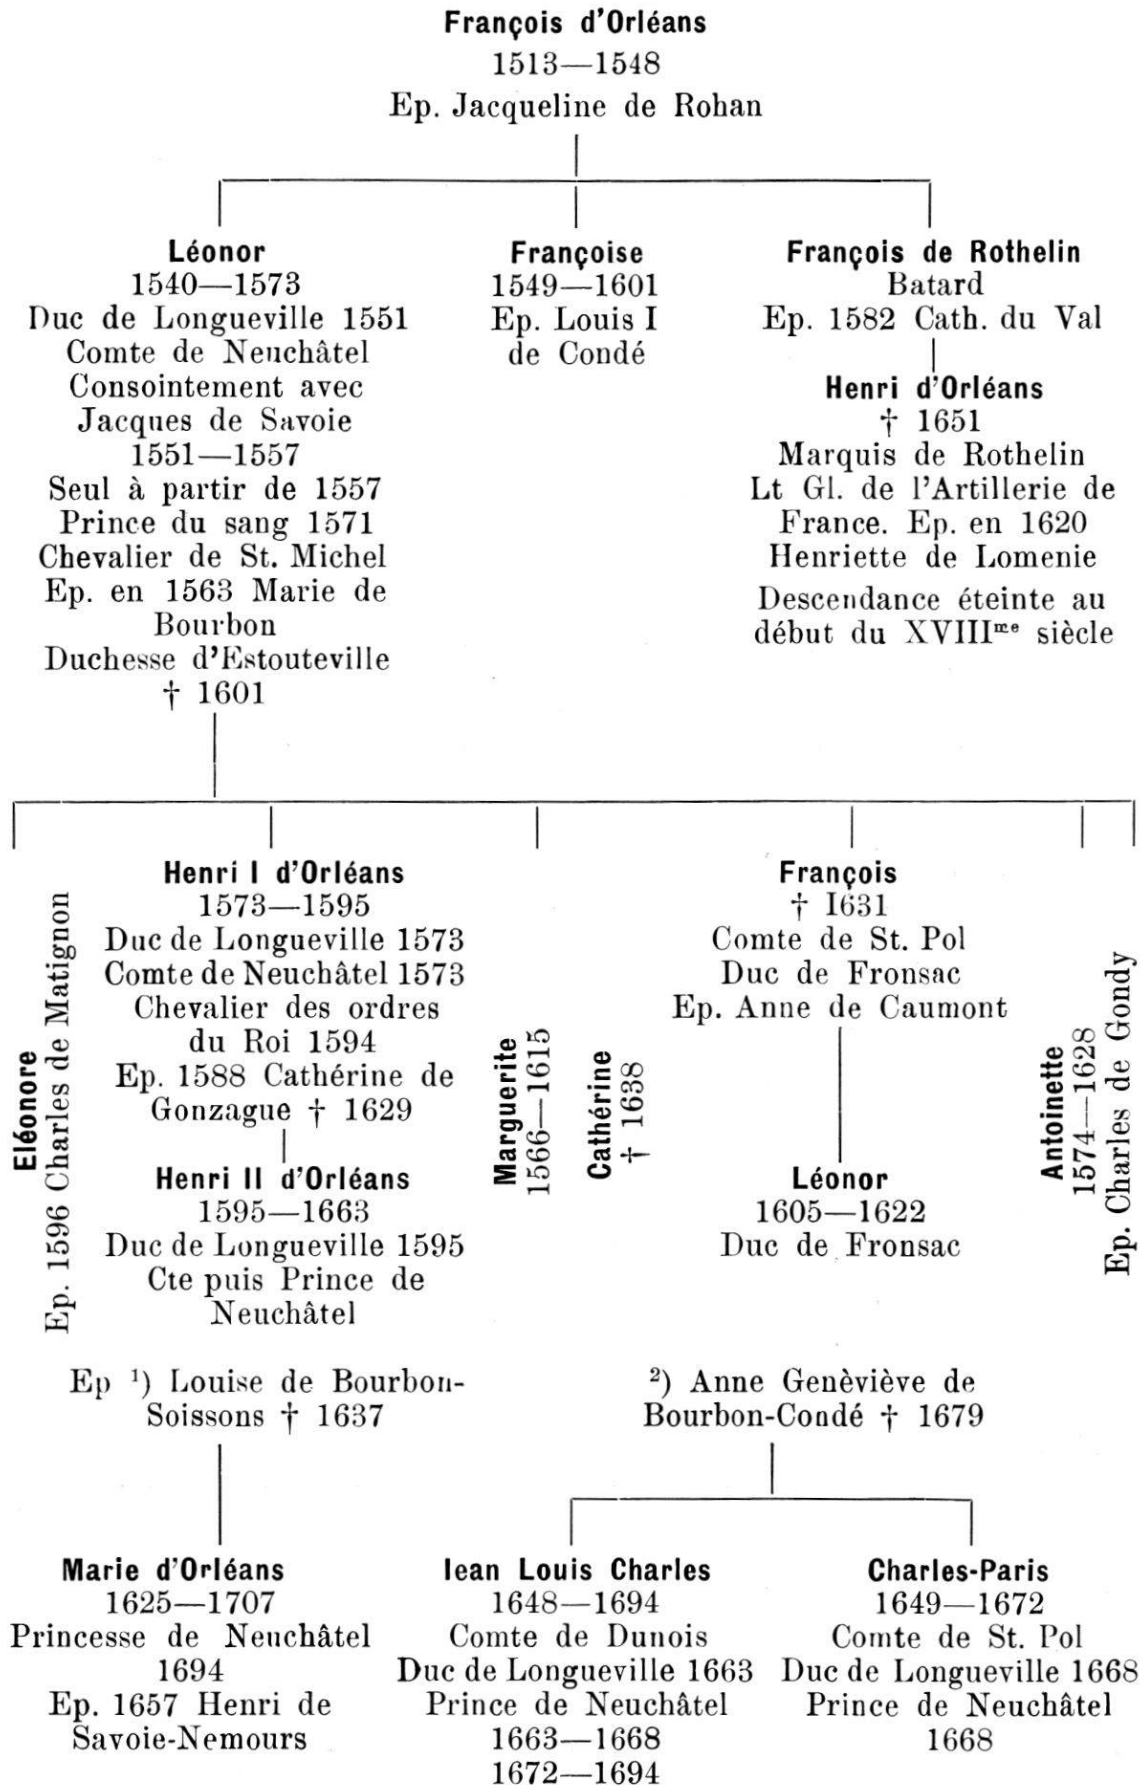 François d'Orléans
1513—1548
Ep. Jacqueline de Rohan
Léonor
1540—1573
Duc de Longueville 1551
Comte de Neuchâtel
Consointement avec
Jacques de Savoie
1551—1557
Seul à partir de 1557
Prince du sang 1571
Chevalier de St. Michel
Ep. en 1563 Marie de
Bourbon
Duchesse d'Estouteville
† 1601
Françoise
1549—1601
Ep. Louis I
de Condé
François de Rothelin
Batard
Ep. 1582 Cath. du Val
Henri d'Orléans
† 1651
Marquis de Rothelin
Lt Gl. de l'Artillerie de
France. Ep. en 1620
Henriette de Lomenie
Descendance éteinte au
début du XVIIIme siècle
Eléonore
Ep. 1596 Charles de Matignon
Henri I d'Orléans
1573—1595
Duc de Longueville 1573
Comte de Neuchâtel 1573
Chevalier des ordres
du Roi 1594
Ep. 1588 Cathérine de
Gonzague † 1629
Henri II d'Orléans
1595—1663
Duc de Longueville 1595
Cte puis Prince de
Neuchâtel
Marguerite
1566—1615
Cathérine
† 1638
François
† I631
Comte de St. Pol
Duc de Fronsac
Ep. Anne de Caumont
Léonor
1605—1622
Duc de Fronsac
Antoinette
1574—1628
Ep. Charles de Gondy
Ep ¹) Louise de Bourbon-
Soissons † 1637
²) Anne Genèviève de
Bourbon-Condé † 1679
Marie d'Orléans
1625—1707
Princesse de Neuchâtel
1694
Ep. 1657 Henri de
Savoie-Nemours
Iean Louis Charles
1648—1694
Comte de Dunois
Duc de Longueville 1663
Prince de Neuchâtel
1663—1668
1672—1694
Charles-Paris
1649—1672
Comte de St. Pol
Duc de Longueville 1668
Prince de Neuchâtel
1668